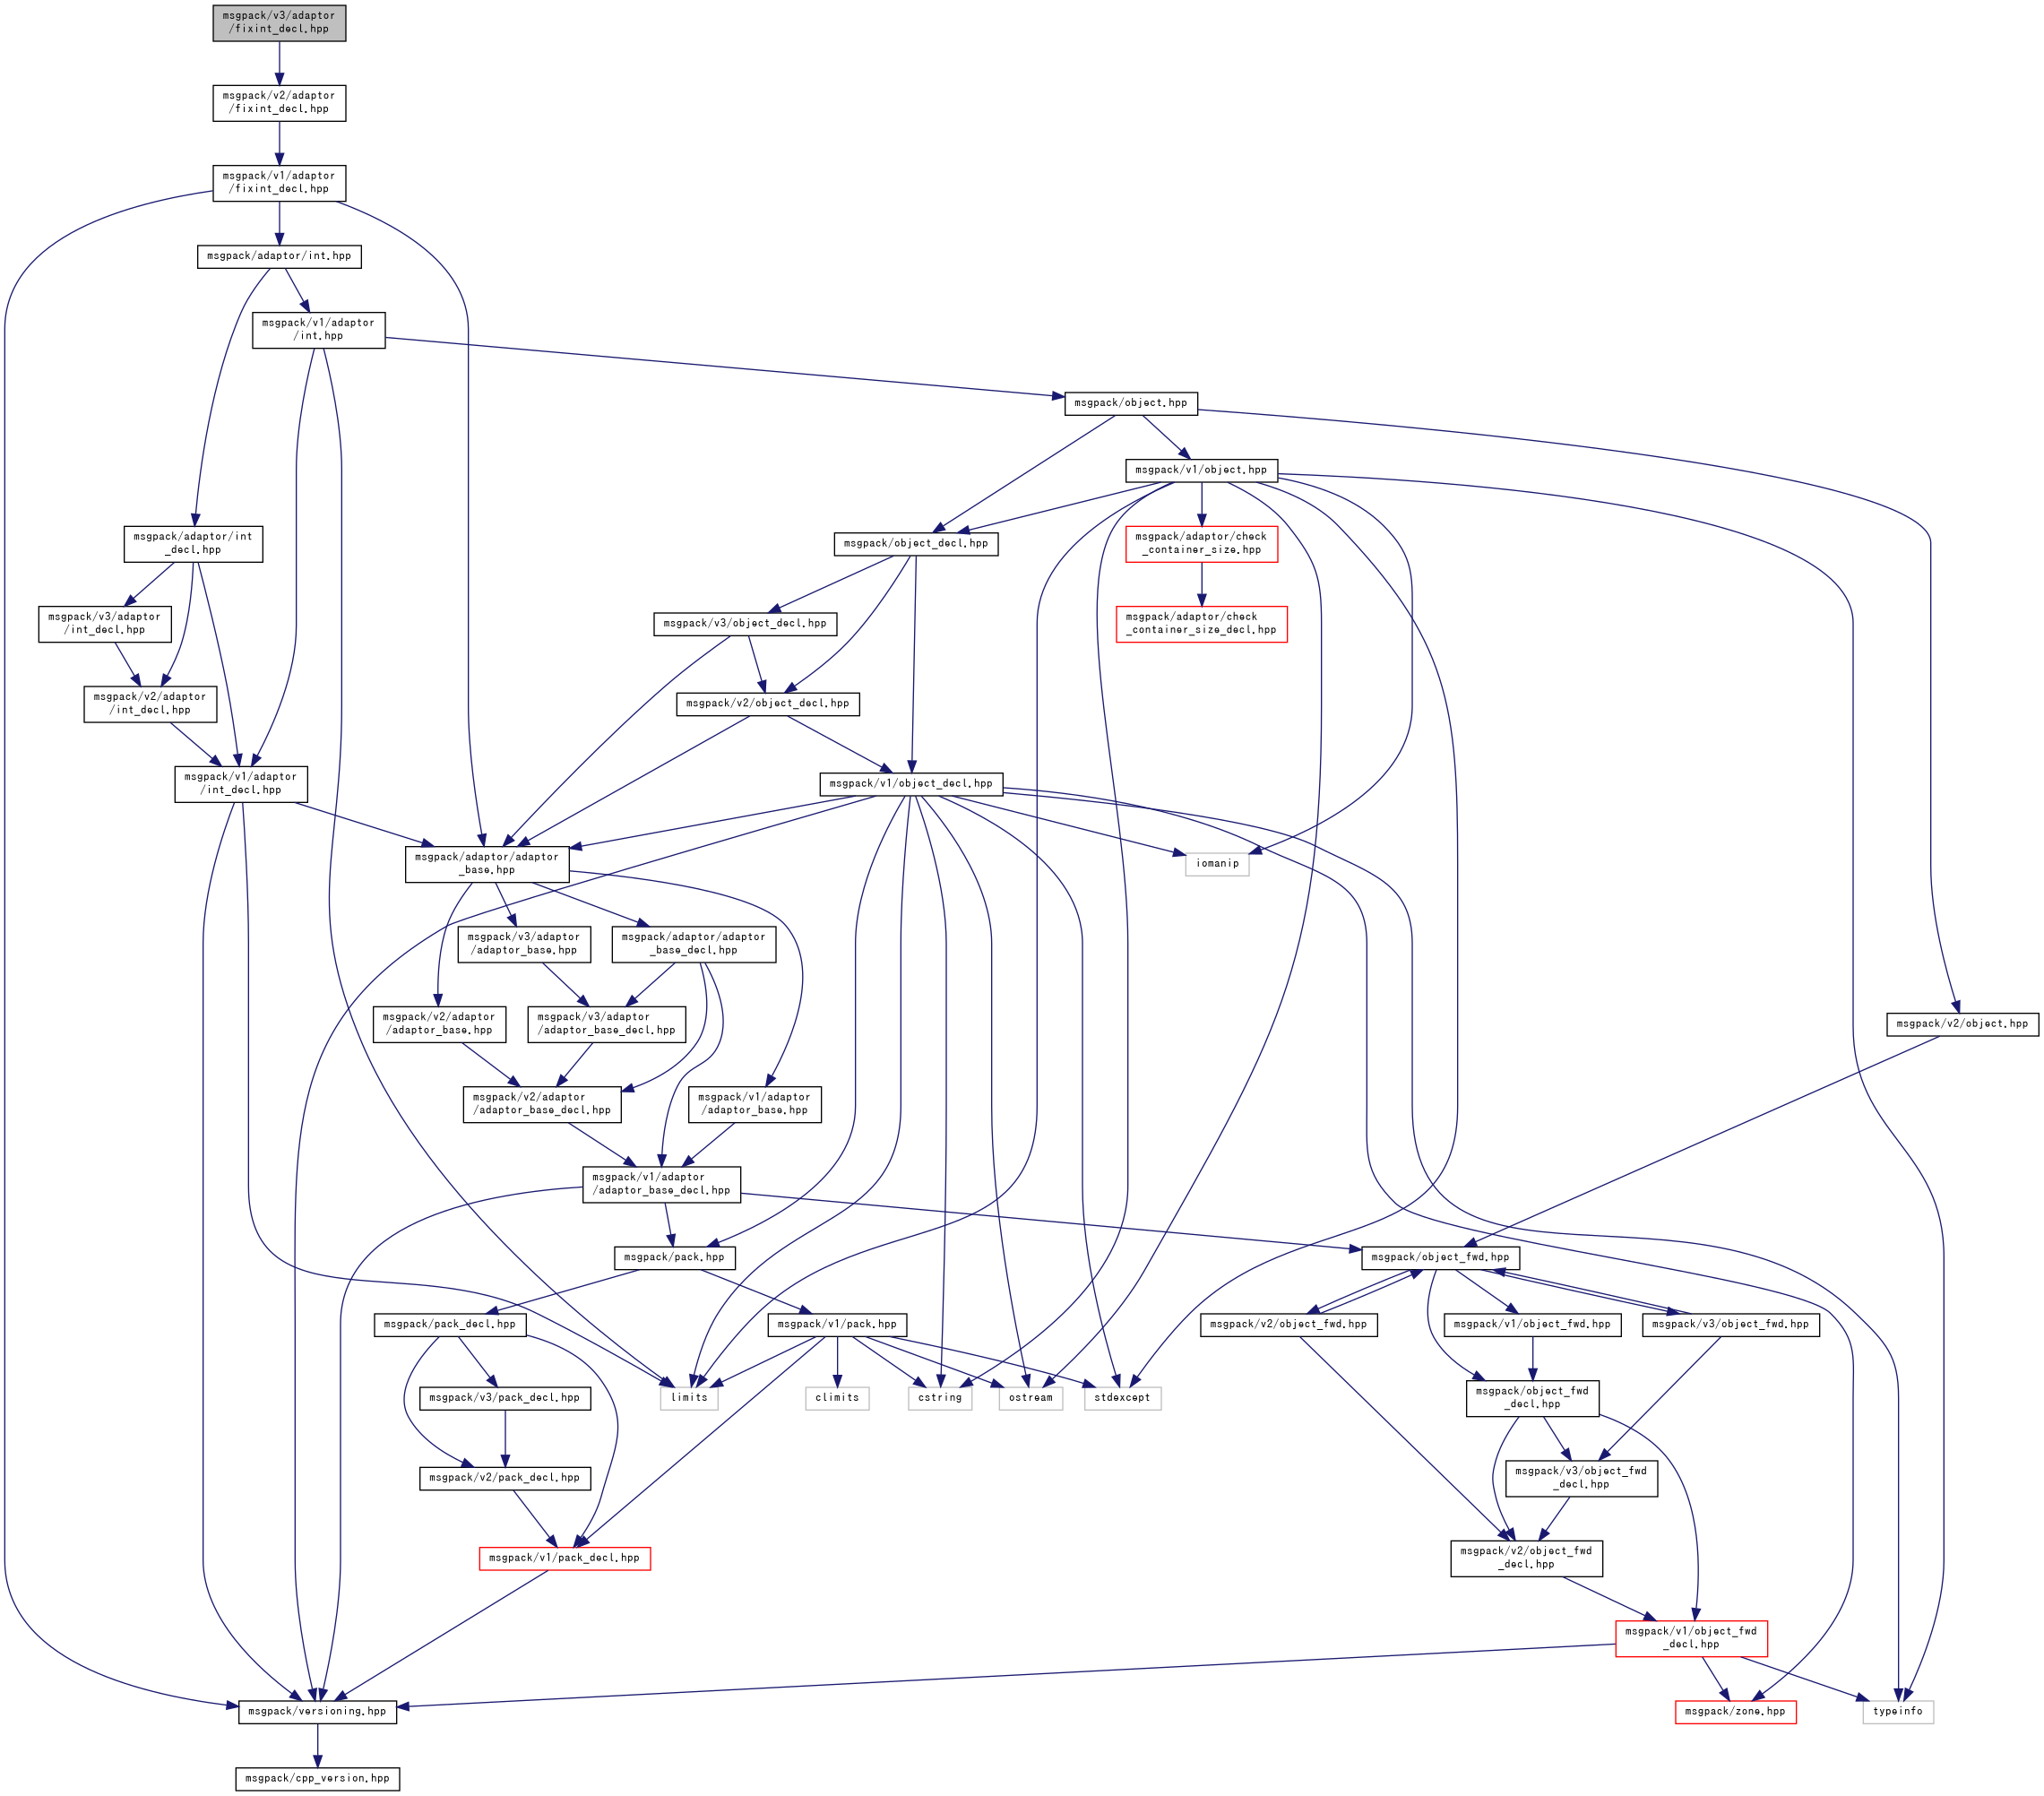 msgpack/v3/adaptor
/fixint_decl.hpp
msgpack/v2/adaptor
/fixint_decl.hpp
msgpack/v1/adaptor
/fixint_decl.hpp
msgpack/adaptor/int.hpp
msgpack/v1/adaptor
/int.hpp
msgpack/object.hpp
msgpack/v1/object.hpp
msgpack/adaptor/int
_decl.hpp
msgpack/object_decl.hpp
msgpack/adaptor/check
_container_size.hpp
msgpack/v3/adaptor
/int_decl.hpp
msgpack/v3/object_decl.hpp
msgpack/adaptor/check
_container_size_decl.hpp
msgpack/v2/adaptor
/int_decl.hpp
msgpack/v2/object_decl.hpp
msgpack/v1/adaptor
/int_decl.hpp
msgpack/v1/object_decl.hpp
msgpack/adaptor/adaptor
_base.hpp
iomanip
msgpack/v3/adaptor
/adaptor_base.hpp
msgpack/adaptor/adaptor
_base_decl.hpp
msgpack/v2/adaptor
/adaptor_base.hpp
msgpack/v3/adaptor
/adaptor_base_decl.hpp
msgpack/v2/object.hpp
msgpack/v2/adaptor
/adaptor_base_decl.hpp
msgpack/v1/adaptor
/adaptor_base.hpp
msgpack/v1/adaptor
/adaptor_base_decl.hpp
msgpack/pack.hpp
msgpack/object_fwd.hpp
msgpack/pack_decl.hpp
msgpack/v1/pack.hpp
msgpack/v2/object_fwd.hpp
msgpack/v1/object_fwd.hpp
msgpack/v3/object_fwd.hpp
msgpack/v3/pack_decl.hpp
limits
climits
cstring
ostream
stdexcept
msgpack/object_fwd
_decl.hpp
msgpack/v2/pack_decl.hpp
msgpack/v3/object_fwd
_decl.hpp
msgpack/v1/pack_decl.hpp
msgpack/v2/object_fwd
_decl.hpp
msgpack/v1/object_fwd
_decl.hpp
msgpack/versioning.hpp
msgpack/zone.hpp
typeinfo
msgpack/cpp_version.hpp